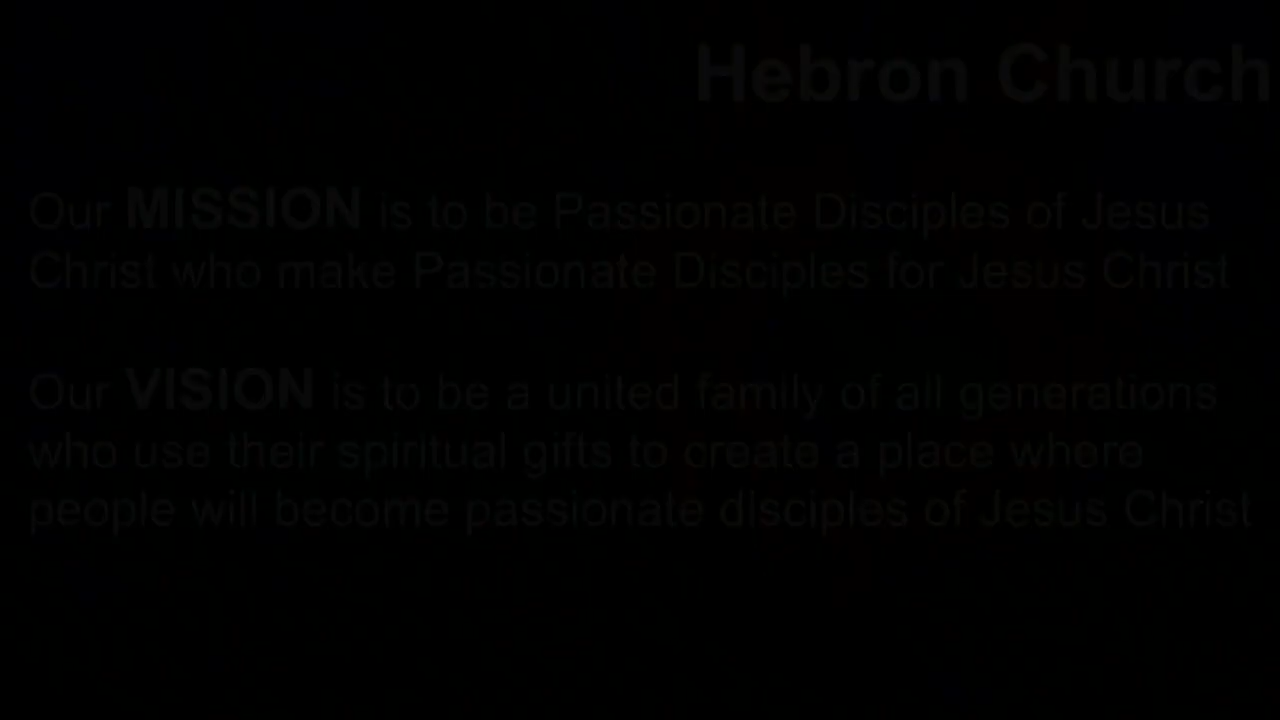 Hebron Church
Our MISSION is to be Passionate Disciples of Jesus
Christ who make Passionate Disciples for Jesus Christ
Our VISION is to be a united family of all generations
who use their spiritual gifts to create a place where
people will become passionate disciples of Jesus Christ